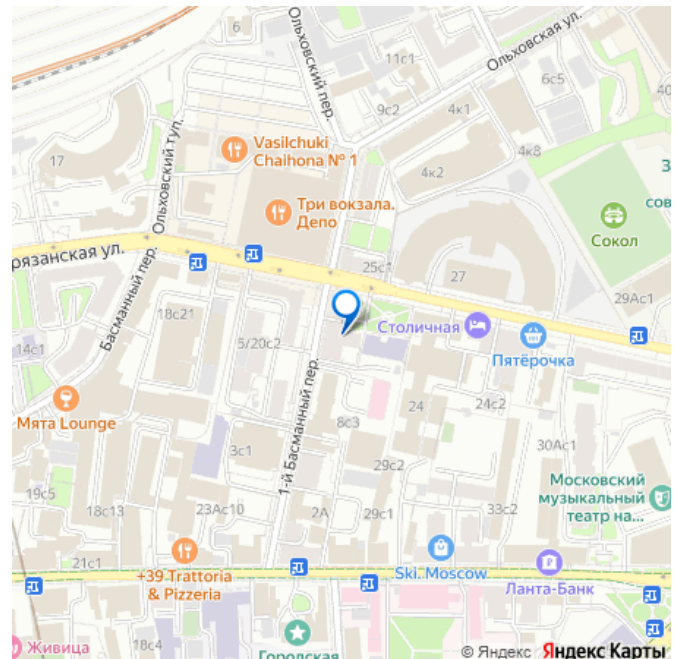 6
11с1
Ольховская ул.
Ольховский пер.
6с5
40
9с2
4к1
Vasilchuki
Chaihona № 1
17
Ольховский туп.
4к8
4к2
З
сов
Три вокзала.
Депо
Сокол
рязанская ул.
25с1
27
29Ас1
Басманный пер.
18с21
Столичная
14с1
5/20с2
Пятёрочка
1-й Басманный пер.
Мята Lounge
24
24с2
8с3
3с1
30Ас1
29с2
19с5
18с13
23Ас10
2А
29с1
33с2
Московский
музыкальный
театр на...
21с1
+39 Trattoria
& Pizzeria
Ski. Moscow
Ланта-Банк
Живица
18с4
Городская
© Яндекс Яндекс Карты